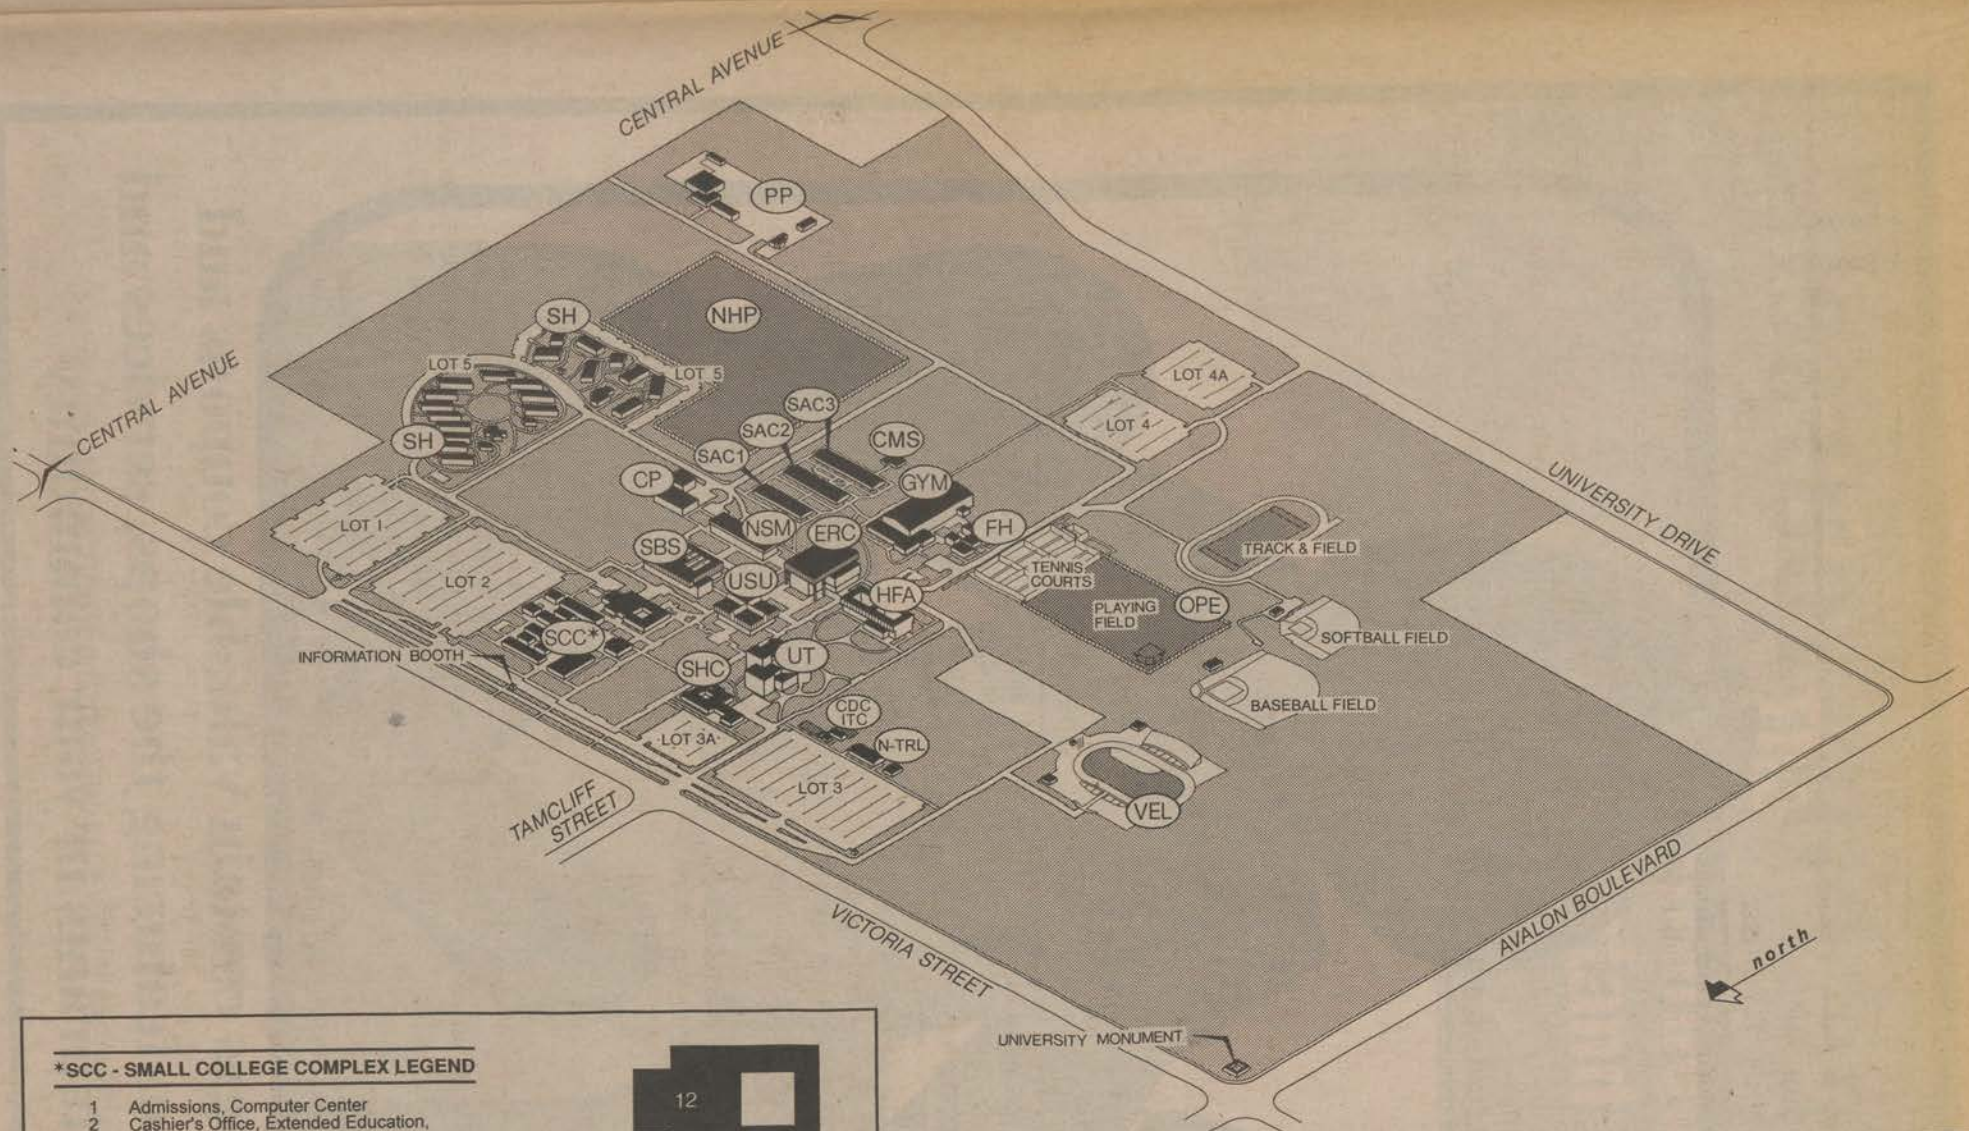 CENTRAL AVENUE
PP
SH
NHP
LOT 5
LOT 5
LOT 4A
CENTRAL AVENUE
SAC3
LOT 4
SH
SAC2
CMS
SAC1
CP
GYM
UNIVERSITY DRIVE
LOT 1
NSM
ERC
FH
SBS
TRACK & FIELD
LOT 2
USU
TENNIS
COURTS
HFA
PLAYING
FIELD
OPE
SCC*
SOFTBALL FIELD
INFORMATION BOOTH
UT
SHC
BASEBALL FIELD
CDC
ITC
LOT 3A
N-TRL
LOT 3
TAMCLIFF
STREET
VEL
VICTORIA STREET
AVALON BOULEVARD
north
UNIVERSITY MONUMENT
*SCC - SMALL COLLEGE COMPLEX LEGEND
12
1 Admissions, Computer Center
2 Cashier's Office, Extended Education,